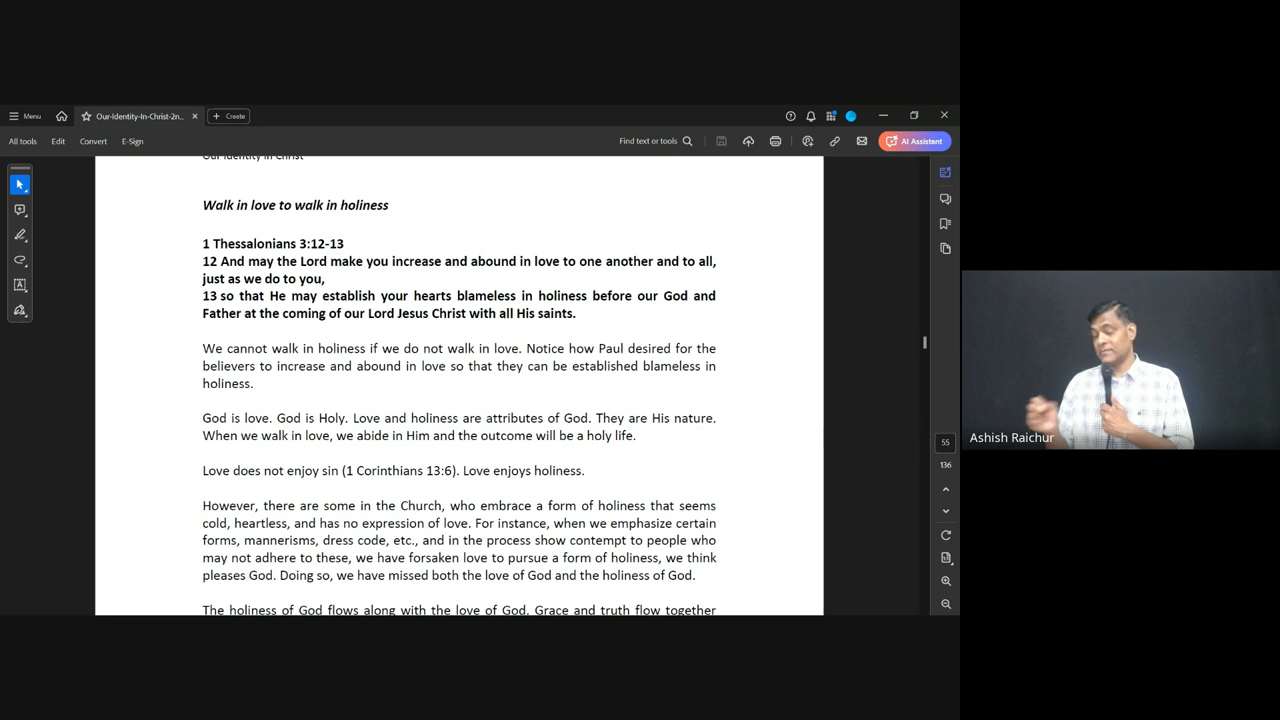 Menu
Our-Identity-In-Christ-2n...
Create
All tools
Edit
Convert
E-Sign
Find text or tools
AI Assistant
Our Identity In Christ
Walk in love to walk in holiness
1 Thessalonians 3:12-13
12 And may the Lord make you increase and abound in love to one another and to all,
just as we do to you,
13 so that He may establish your hearts blameless in holiness before our God and
Father at the coming of our Lord Jesus Christ with all His saints.
We cannot walk in holiness if we do not walk in love. Notice how Paul desired for the
believers to increase and abound in love so that they can be established blameless in
holiness.
God is love. God is Holy. Love and holiness are attributes of God. They are His nature.
When we walk in love, we abide in Him and the outcome will be a holy life.
Love does not enjoy sin (1 Corinthians 13:6). Love enjoys holiness.
However, there are some in the Church, who embrace a form of holiness that seems
cold, heartless, and has no expression of love. For instance, when we emphasize certain
forms, mannerisms, dress code, etc., and in the process show contempt to people who
may not adhere to these, we have forsaken love to pursue a form of holiness, we think
pleases God. Doing so, we have missed both the love of God and the holiness of God.
The holiness of God flows along with the love of God. Grace and truth flow together
55
136
Ashish Raichur